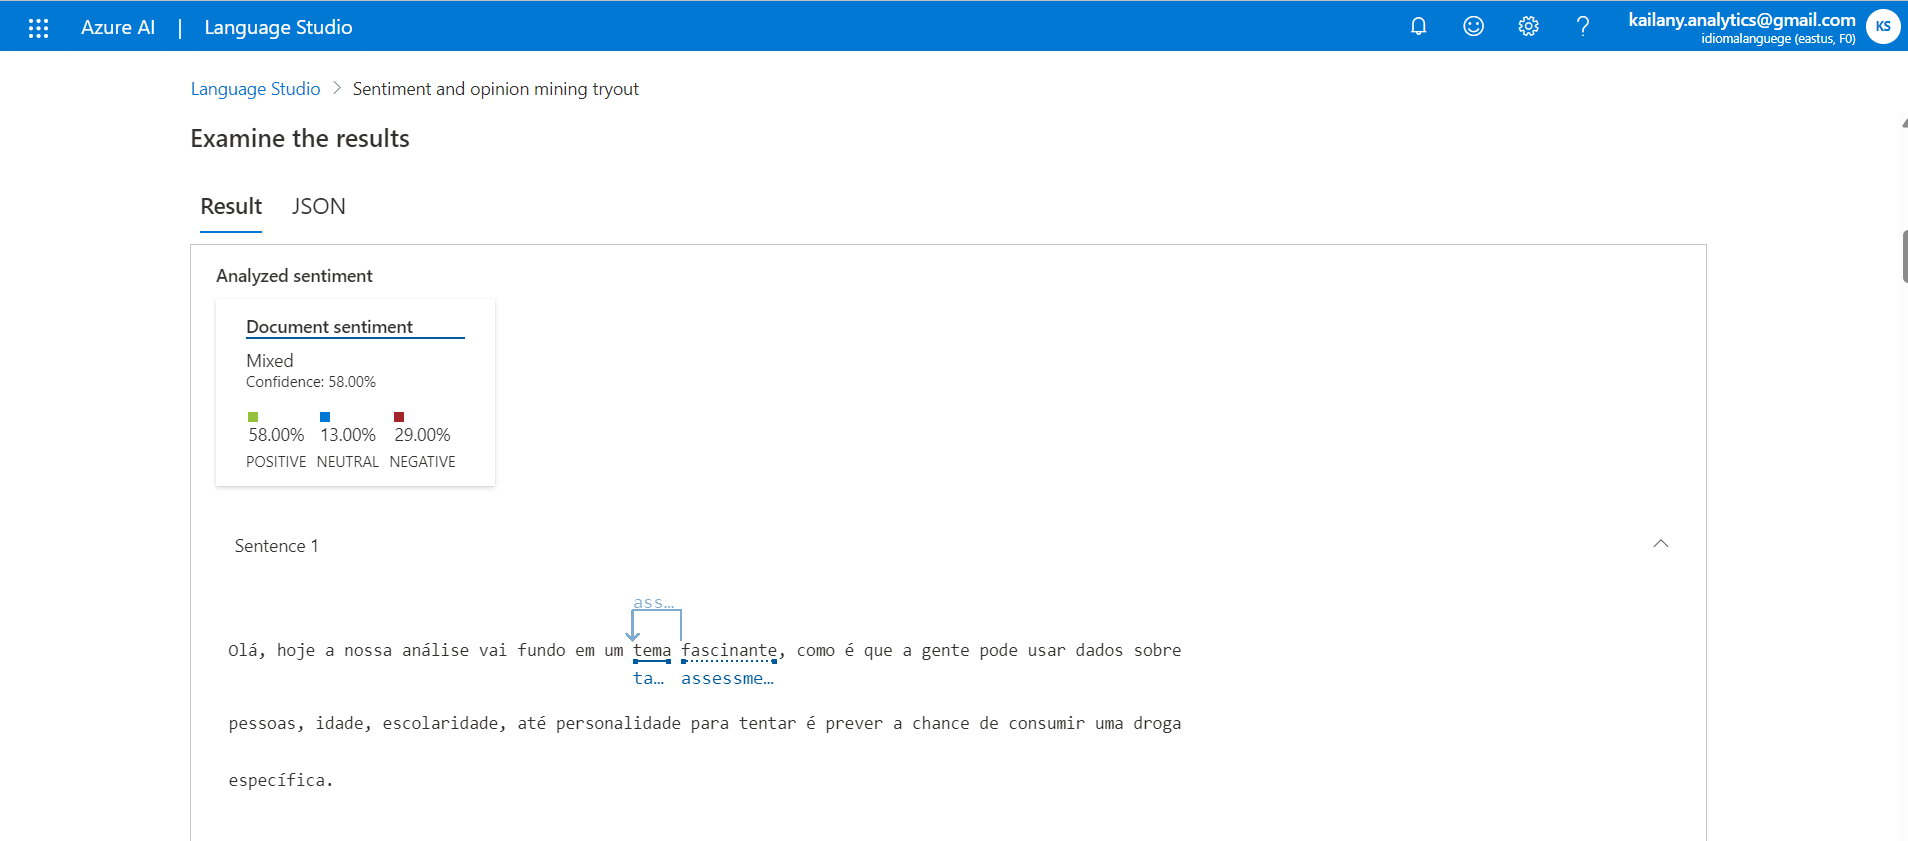 Azure AI | Language Studio
kailany.analytics@gmail.com
idiomalanguege (eastus, F0)
KS
Language Studio > Sentiment and opinion mining tryout
Examine the results
Result JSON
Analyzed sentiment
Document sentiment
Mixed
Confidence: 58.00%
58.00% 13.00% 29.00%
POSITIVE NEUTRAL NEGATIVE
Sentence 1
ass…
Olá, hoje a nossa análise vai fundo em um tema fascinante, como é que a gente pode usar dados sobre
ta… assessme…
pessoas, idade, escolaridade, até personalidade para tentar é prever a chance de consumir uma droga
específica.